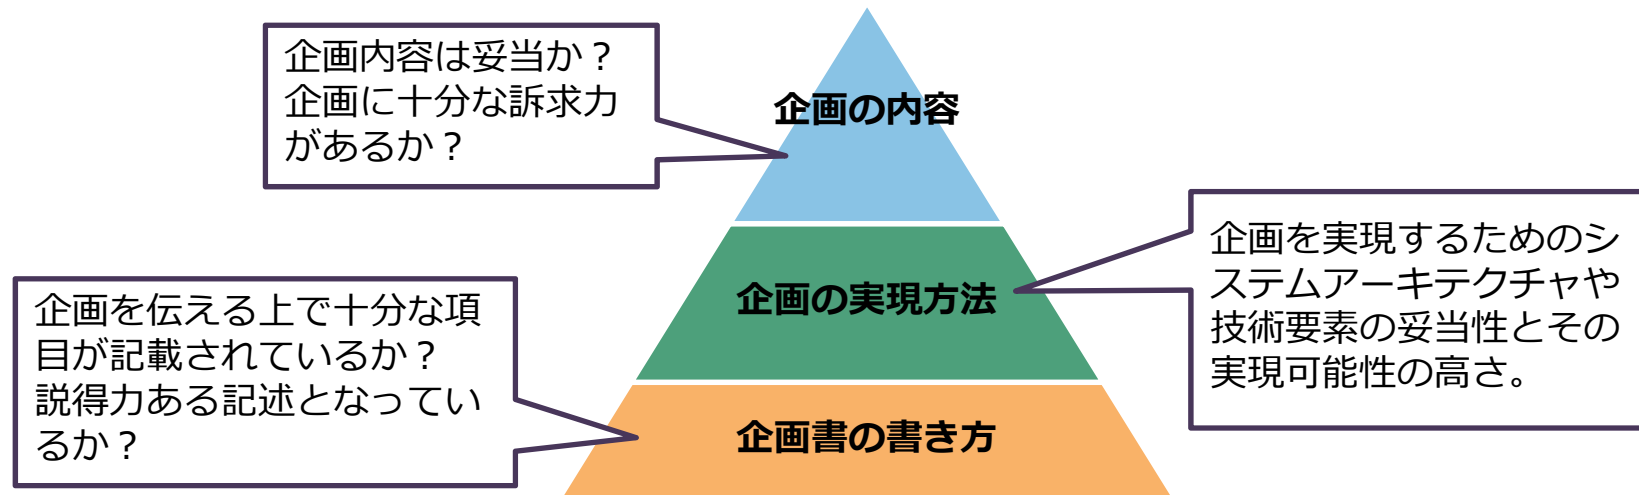 企画内容は妥当か？
企画に十分な訴求力
があるか？
企画の内容
企画を実現するためのシ
ステムアーキテクチャや
技術要素の妥当性とその
実現可能性の高さ。
企画の実現方法
企画を伝える上で十分な項
目が記載されているか？
説得力ある記述となってい
るか？
企画書の書き方